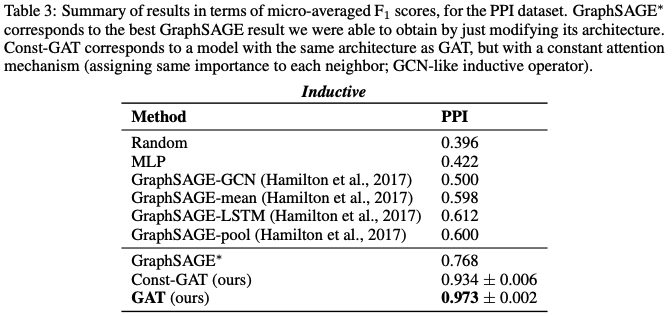 Table 3: Summary of results in terms of micro-averaged F₁ scores, for the PPI dataset. GraphSAGE*
corresponds to the best GraphSAGE result we were able to obtain by just modifying its architecture.
Const-GAT corresponds to a model with the same architecture as GAT, but with a constant attention
mechanism (assigning same importance to each neighbor; GCN-like inductive operator).
Inductive
Method PPI
Random 0.396
MLP 0.422
GraphSAGE-GCN (Hamilton et al., 2017) 0.500
GraphSAGE-mean (Hamilton et al., 2017) 0.598
GraphSAGE-LSTM (Hamilton et al., 2017) 0.612
GraphSAGE-pool (Hamilton et al., 2017) 0.600
GraphSAGE* 0.768
Const-GAT (ours) 0.934 ± 0.006
GAT (ours) 0.973 ± 0.002